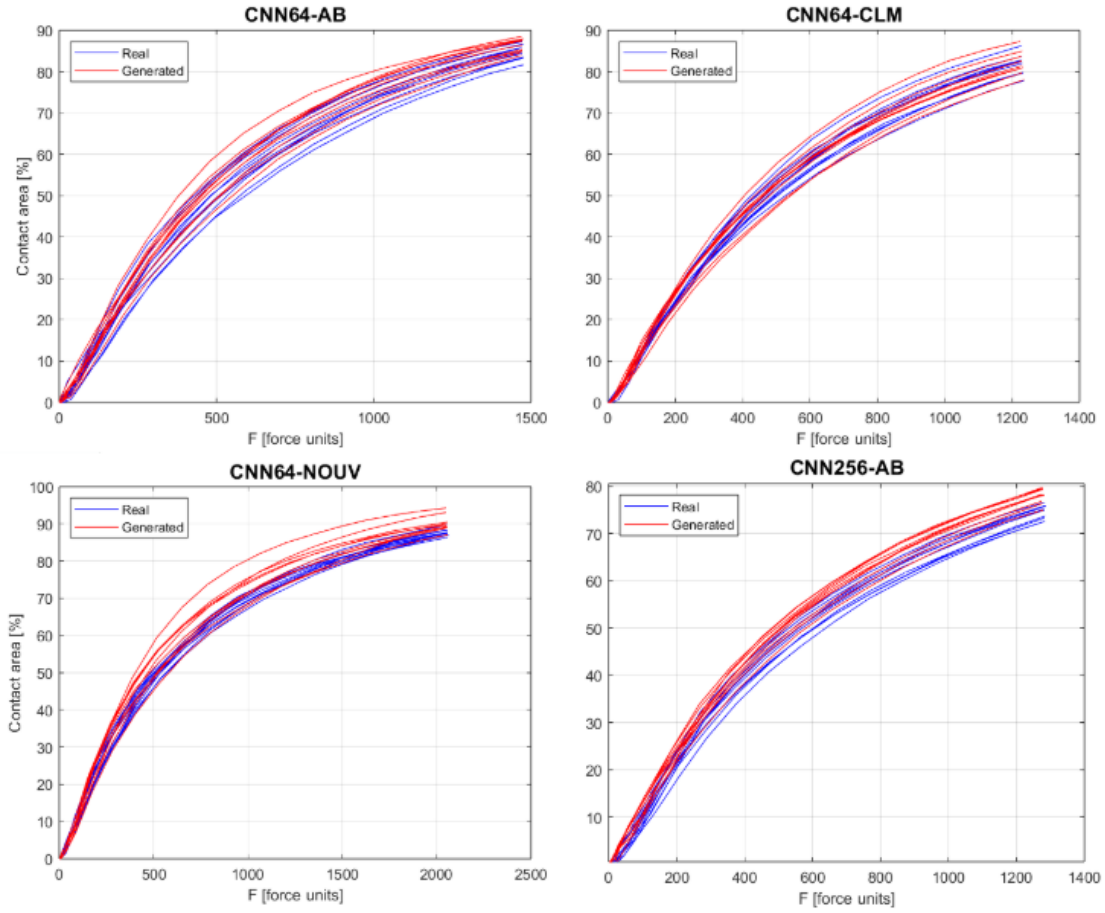 CNN64-AB
Real
Generated
90
80
70
60
50
40
30
20
10
0
Contact area [%]
0 500 1000 1500
F [force units]
CNN64-CLM
Real
Generated
90
80
70
60
50
40
30
20
10
0
0 200 400 600 800 1000 1200 1400
F [force units]
CNN64-NOUV
Real
Generated
100
90
80
70
60
50
40
30
20
10
0
Contact area [%]
0 500 1000 1500 2000
F [force units]
CNN256-AB
Real
Generated
80
70
60
50
40
30
20
10
0 200 400 600 800 1000 1200 1400
F [force units]